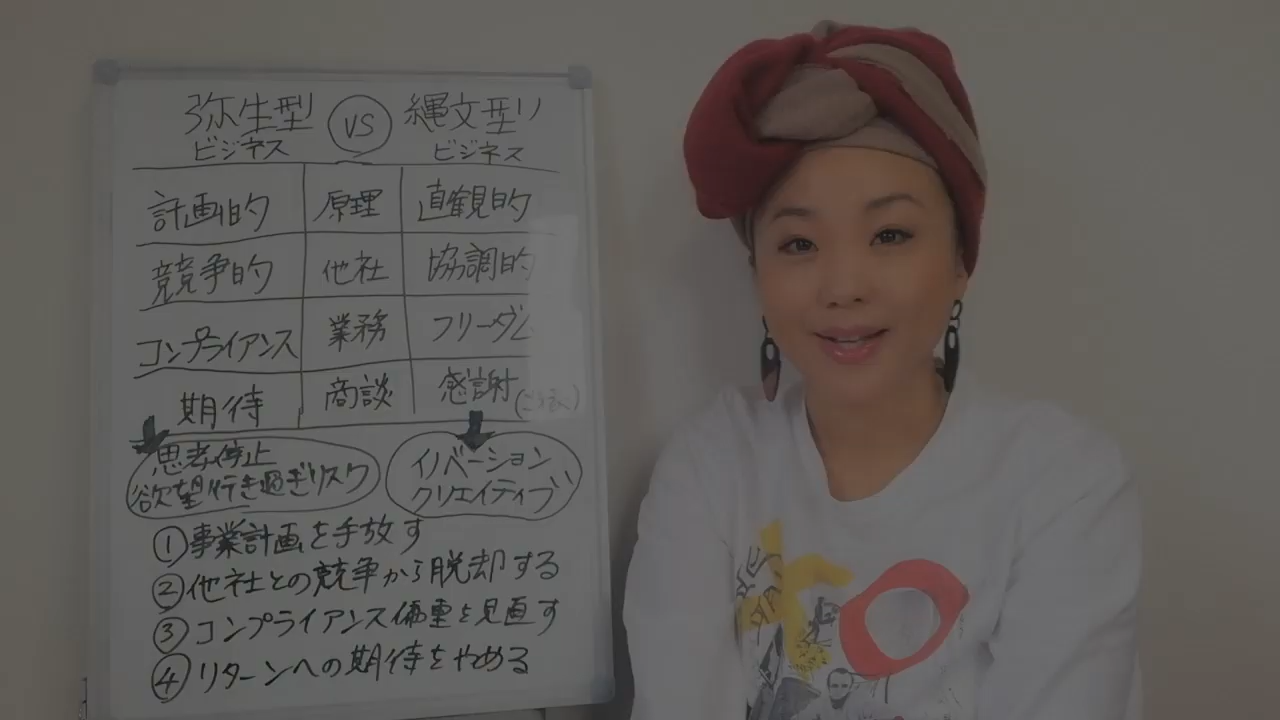 弥生型 VS 縄文型
ビジネス ビジネス
計画的 原理 直観的
競争的 他社 協調的
コンプライアンス 業務 フリーダム
期待 商談 感謝
思考停止
欲望行き過ぎリスク
イノベーション
クリエイティブ
①事業計画を手放す
②他社との競争から脱却する
③コンプライアンス偏重を見直す
④リターンへの期待をやめる